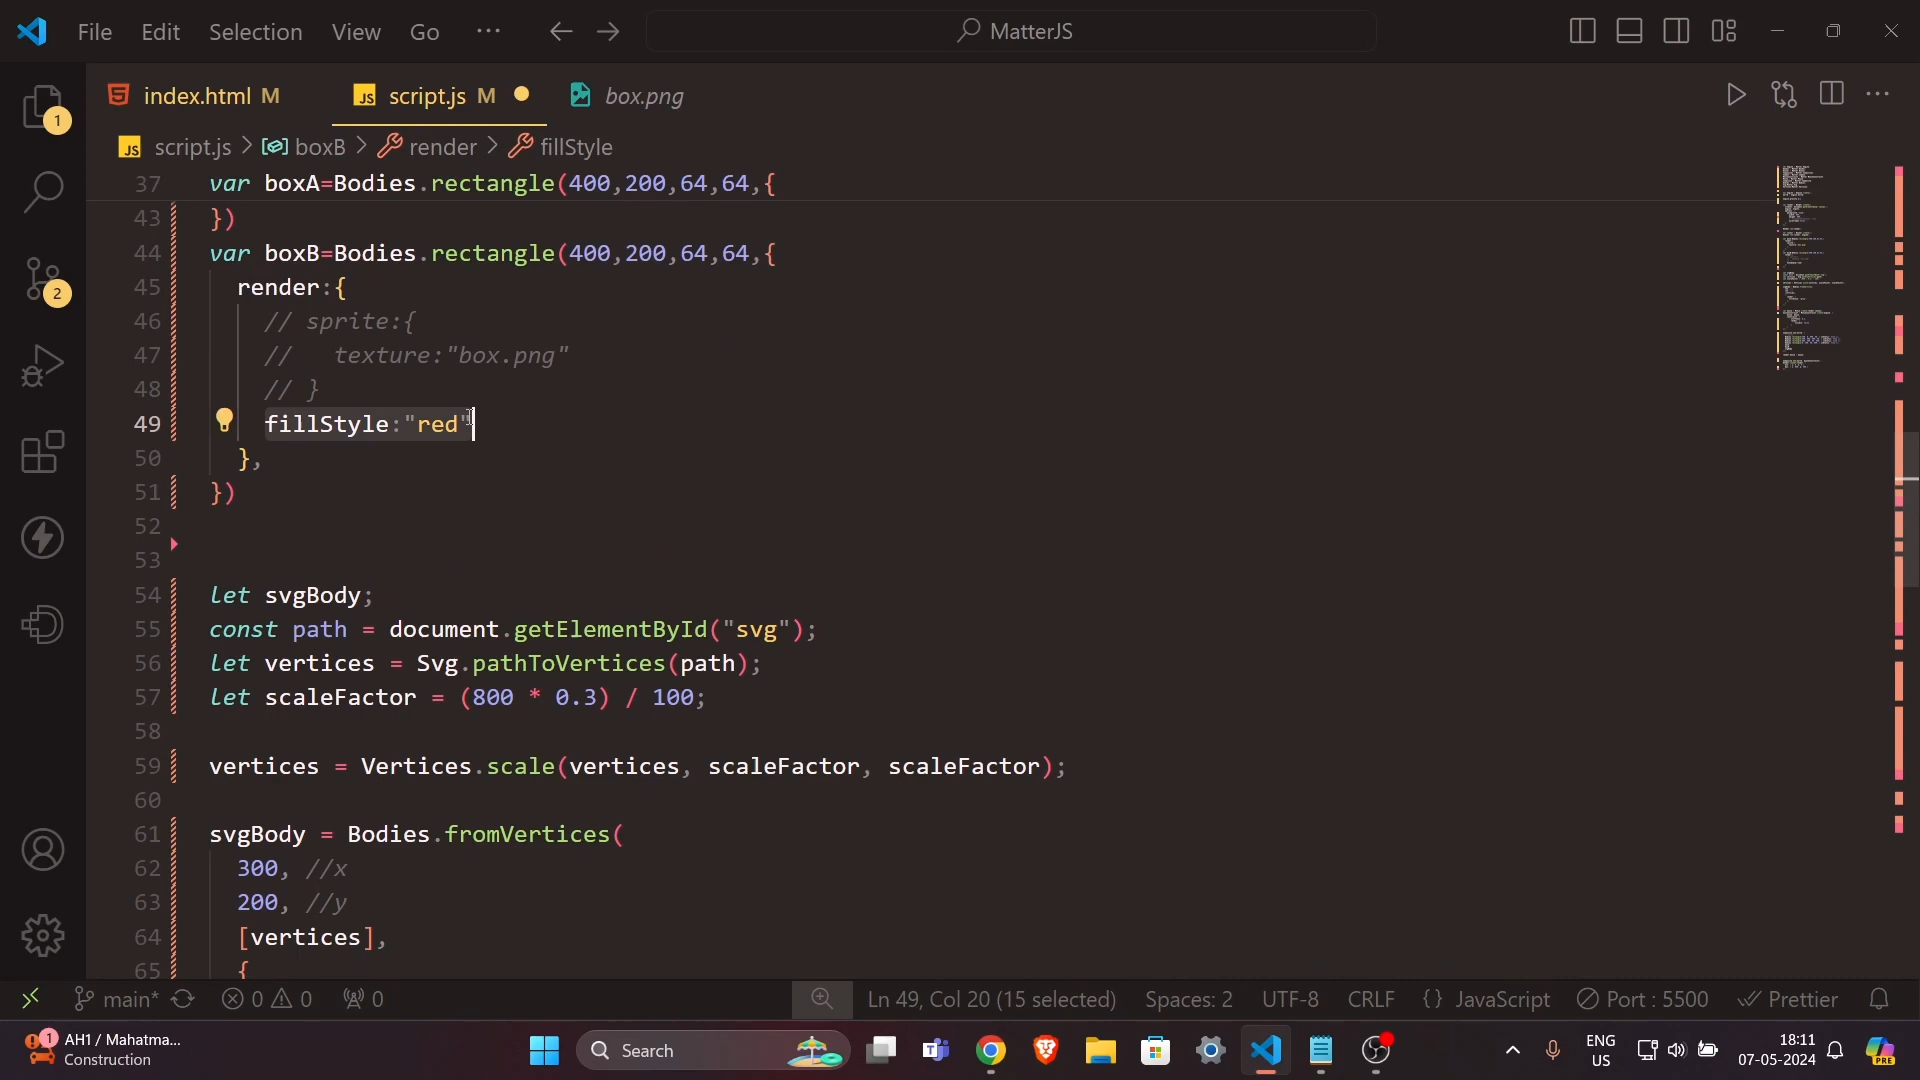 File Edit Selection View Go ··· MatterJS
index.html M script.js M box.png
script.js > boxB > render > fillStyle
37 var boxA=Bodies.rectangle(400,200,64,64,{
43 })
44 var boxB=Bodies.rectangle(400,200,64,64,{
45 render:{
46 // sprite:{
47 //   texture:"box.png"
48 // }
49 fillStyle:"red"
50 },
51 })
52
53
54 let svgBody;
55 const path = document.getElementById("svg");
56 let vertices = Svg.pathToVertices(path);
57 let scaleFactor = (800 * 0.3) / 100;
58
59 vertices = Vertices.scale(vertices, scaleFactor, scaleFactor);
60
61 svgBody = Bodies.fromVertices(
62 300, //x
63 200, //y
64 [vertices],
65 {
1
2
main* 0 0 0 Ln 49, Col 20 (15 selected) Spaces: 2 UTF-8 CRLF {} JavaScript Port : 5500 Prettier
1 AH1 / Mahatma... Search ENG 18:11
Construction US 07-05-2024 PRE